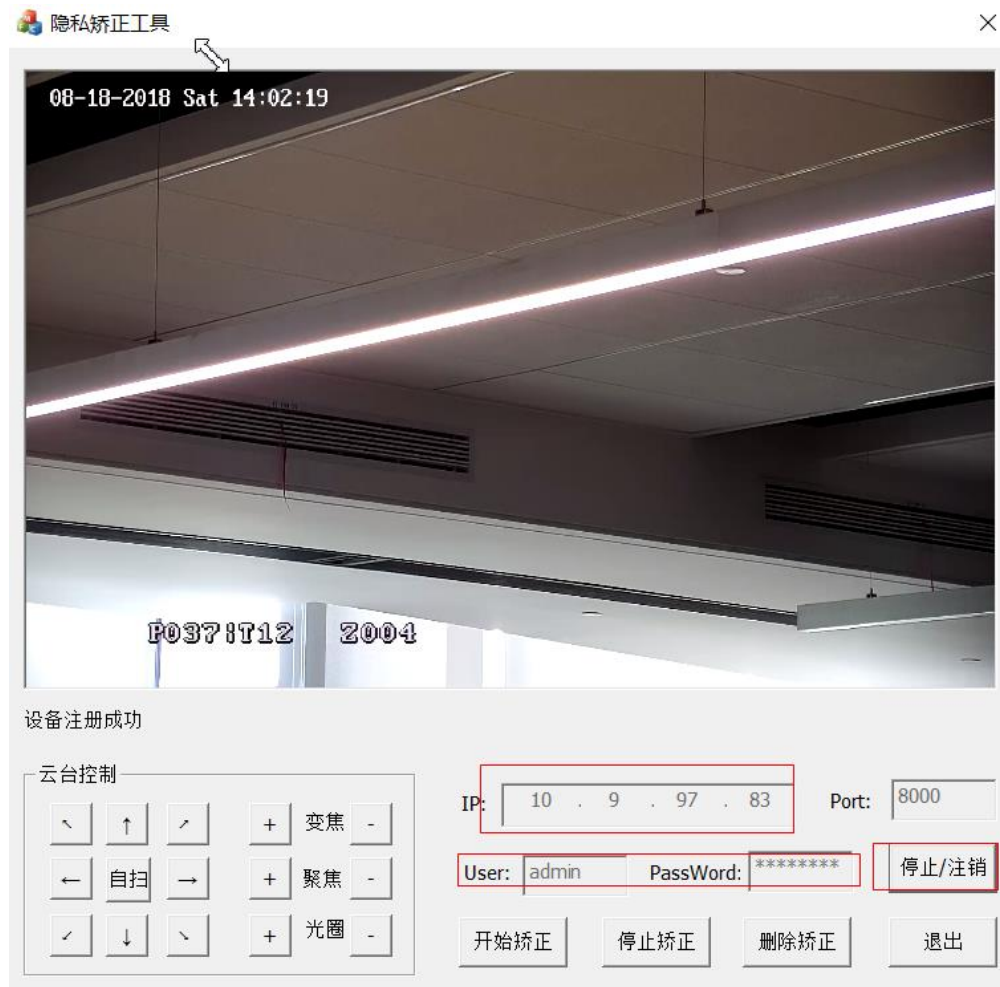 隐私矫正工具
08-18-2018 Sat 14:02:19
P037:T12 Z004
设备注册成功
云台控制
↖ ↑ ↗ + 变焦 -
← 自扫 → + 聚焦 -
↙ ↓ ↘ + 光圈 -
IP: 10 . 9 . 97 . 83 Port: 8000
User: admin PassWord: ******** 停止/注销
开始矫正 停止矫正 删除矫正 退出